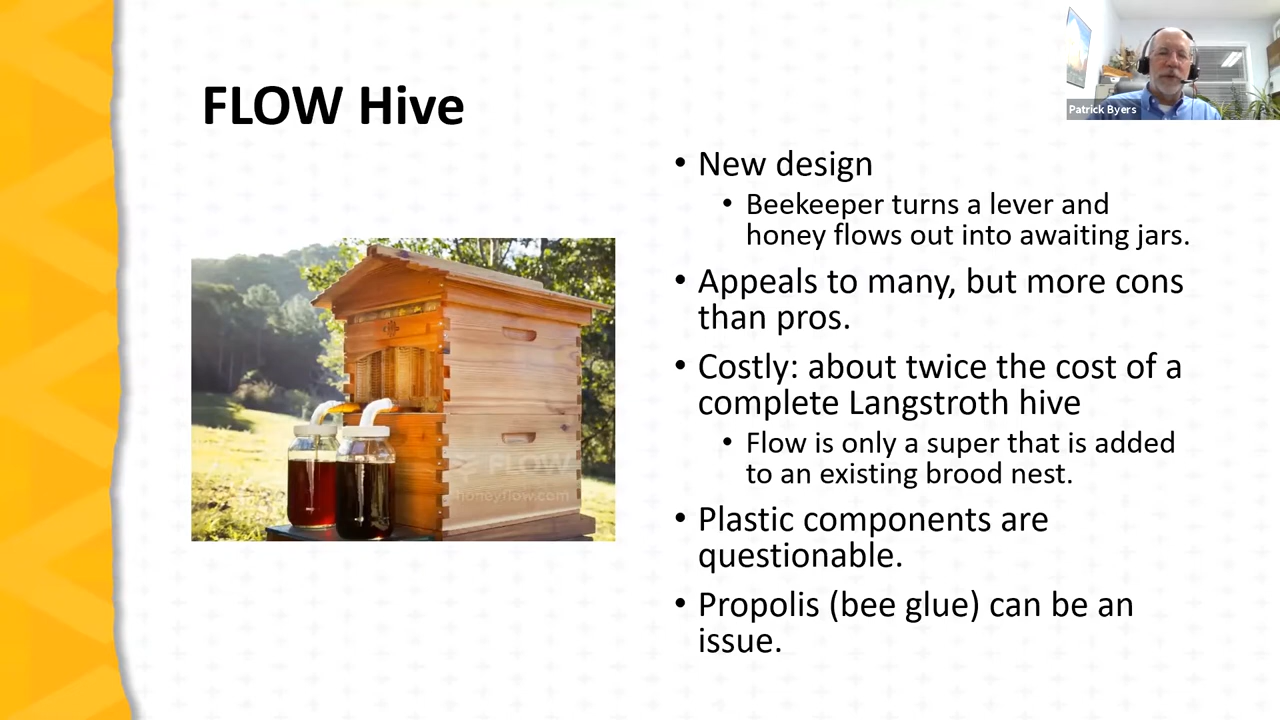 FLOW Hive
Patrick Byers
• New design
• Beekeeper turns a lever and
honey flows out into awaiting jars.
• Appeals to many, but more cons
than pros.
• Costly: about twice the cost of a
complete Langstroth hive
• Flow is only a super that is added
to an existing brood nest.
• Plastic components are
questionable.
• Propolis (bee glue) can be an
issue.
FLOW
honeyflow.com